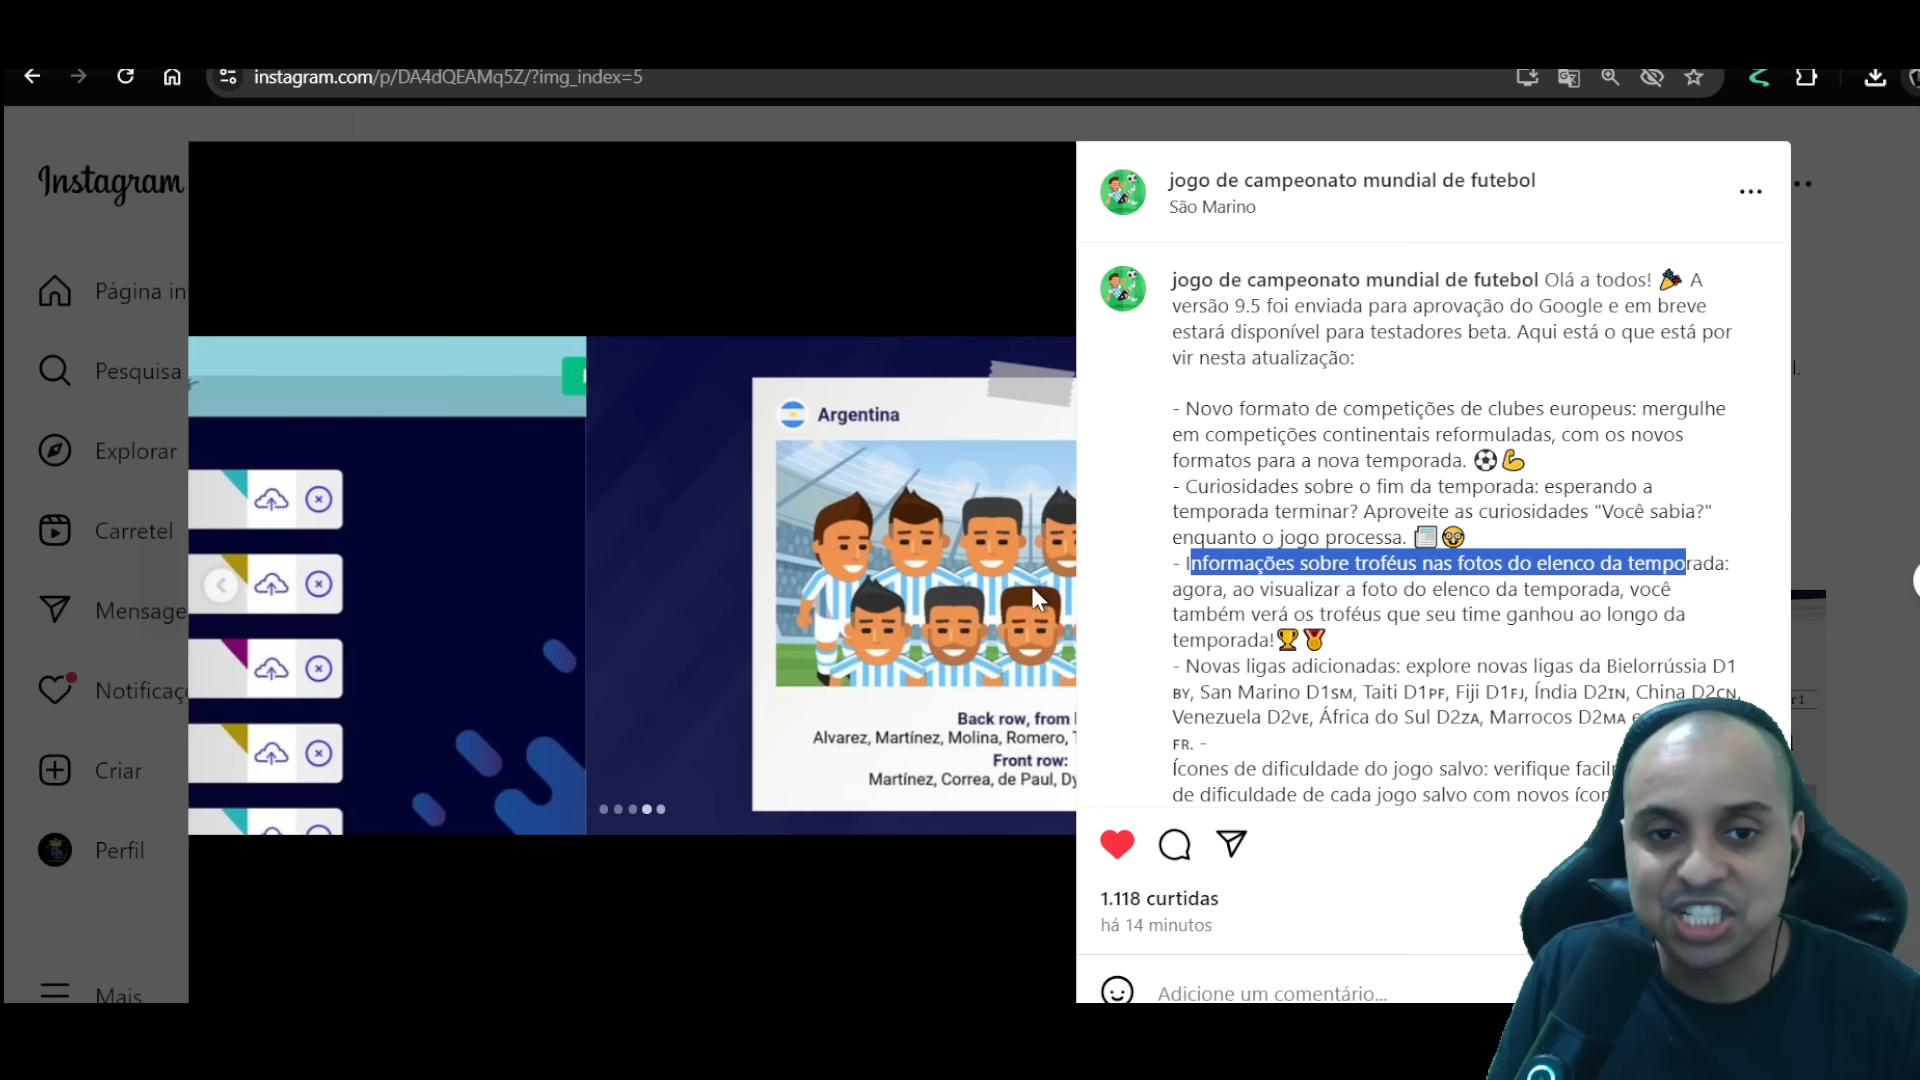 instagram.com/p/DA4dQEAMq5Z/?img_index=5
Instagram
Página in
Pesquisa
Explorar
Carretel
Mensage
Notificaç
Criar
Perfil
Mais
Argentina
Back row, from
Alvarez, Martínez, Molina, Romero,
Front row:
Martínez, Correa, de Paul, Dy
jogo de campeonato mundial de futebol
São Marino
jogo de campeonato mundial de futebol Olá a todos! 🎉 A
versão 9.5 foi enviada para aprovação do Google e em breve
estará disponível para testadores beta. Aqui está o que está por
vir nesta atualização:
- Novo formato de competições de clubes europeus: mergulhe
em competições continentais reformuladas, com os novos
formatos para a nova temporada. ⚽💪
- Curiosidades sobre o fim da temporada: esperando a
temporada terminar? Aproveite as curiosidades "Você sabia?"
enquanto o jogo processa. 📰🤓
- Informações sobre troféus nas fotos do elenco da temporada:
agora, ao visualizar a foto do elenco da temporada, você
também verá os troféus que seu time ganhou ao longo da
temporada!🏆🏅
- Novas ligas adicionadas: explore novas ligas da Bielorrússia D1
BY, San Marino D1SM, Taiti D1PF, Fiji D1FJ, Índia D2IN, China D2CN,
Venezuela D2VE, África do Sul D2ZA, Marrocos D2MA e
FR. -
Ícones de dificuldade do jogo salvo: verifique facil
de dificuldade de cada jogo salvo com novos ícon
1.118 curtidas
há 14 minutos
Adicione um comentário...